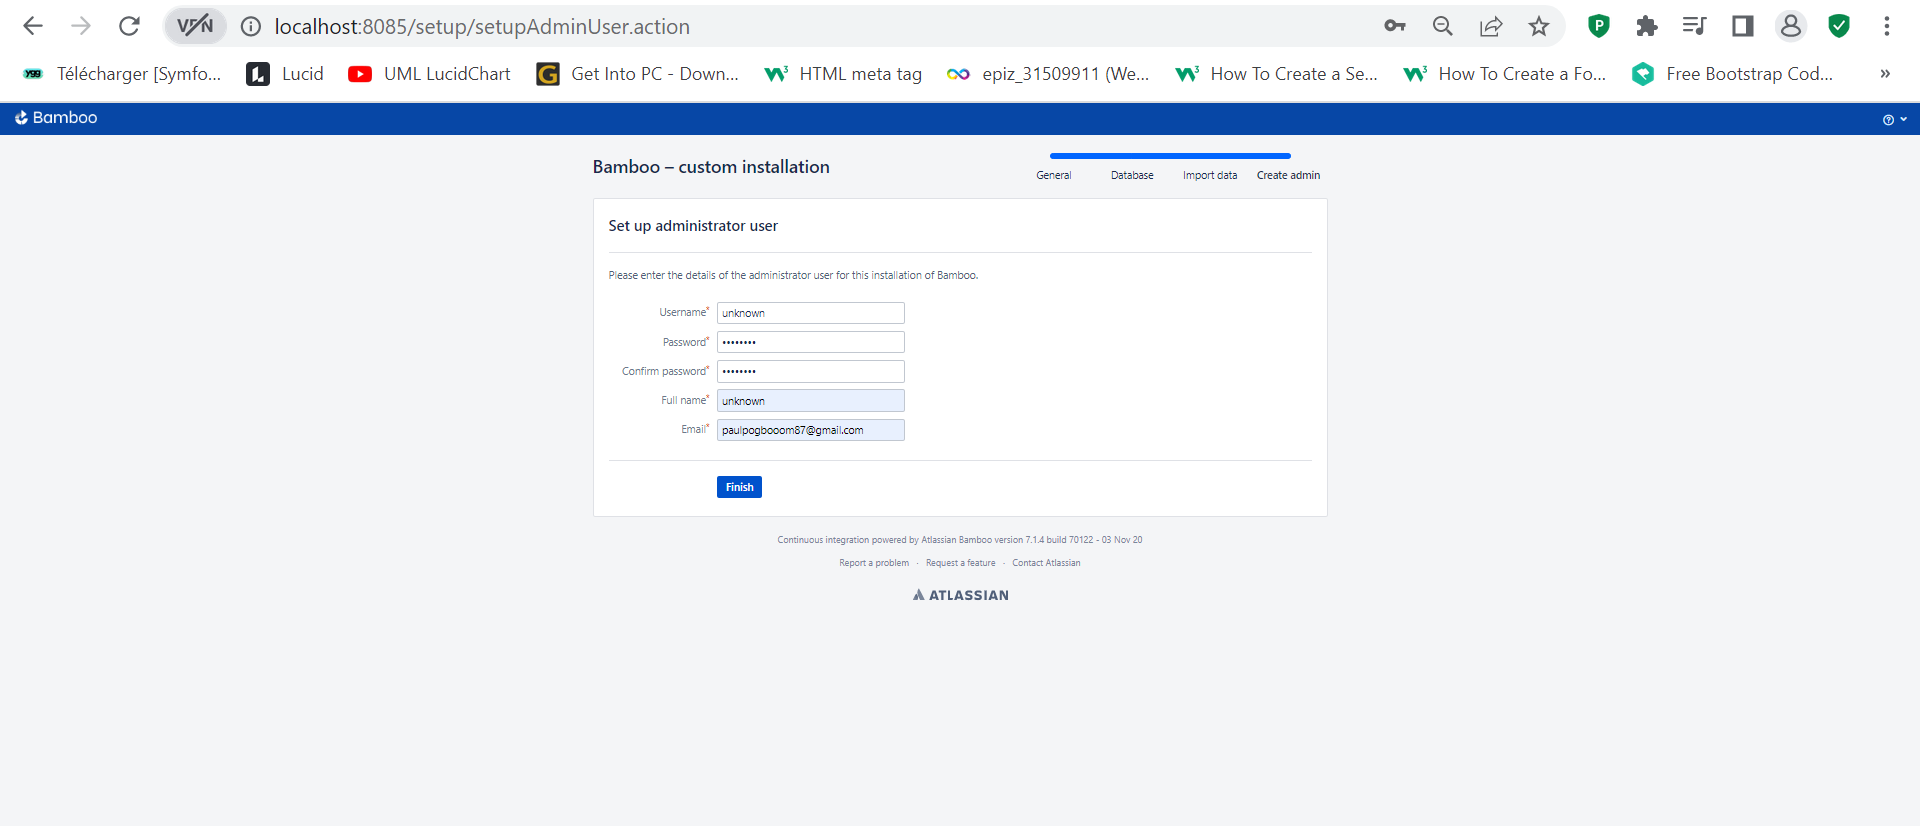 VPN
localhost:8085/setup/setupAdminUser.action
ygg Télécharger [Symfo... Lucid UML LucidChart Get Into PC - Down... HTML meta tag epiz_31509911 (We... How To Create a Se... How To Create a Fo... Free Bootstrap Cod... »
Bamboo
Bamboo – custom installation
General Database Import data Create admin
Set up administrator user
Please enter the details of the administrator user for this installation of Bamboo.
Username* unknown
Password* ••••••••
Confirm password* ••••••••
Full name* unknown
Email* paulpogbooom87@gmail.com
Finish
Continuous integration powered by Atlassian Bamboo version 7.1.4 build 70122 - 03 Nov 20
Report a problem · Request a feature · Contact Atlassian
ATLASSIAN